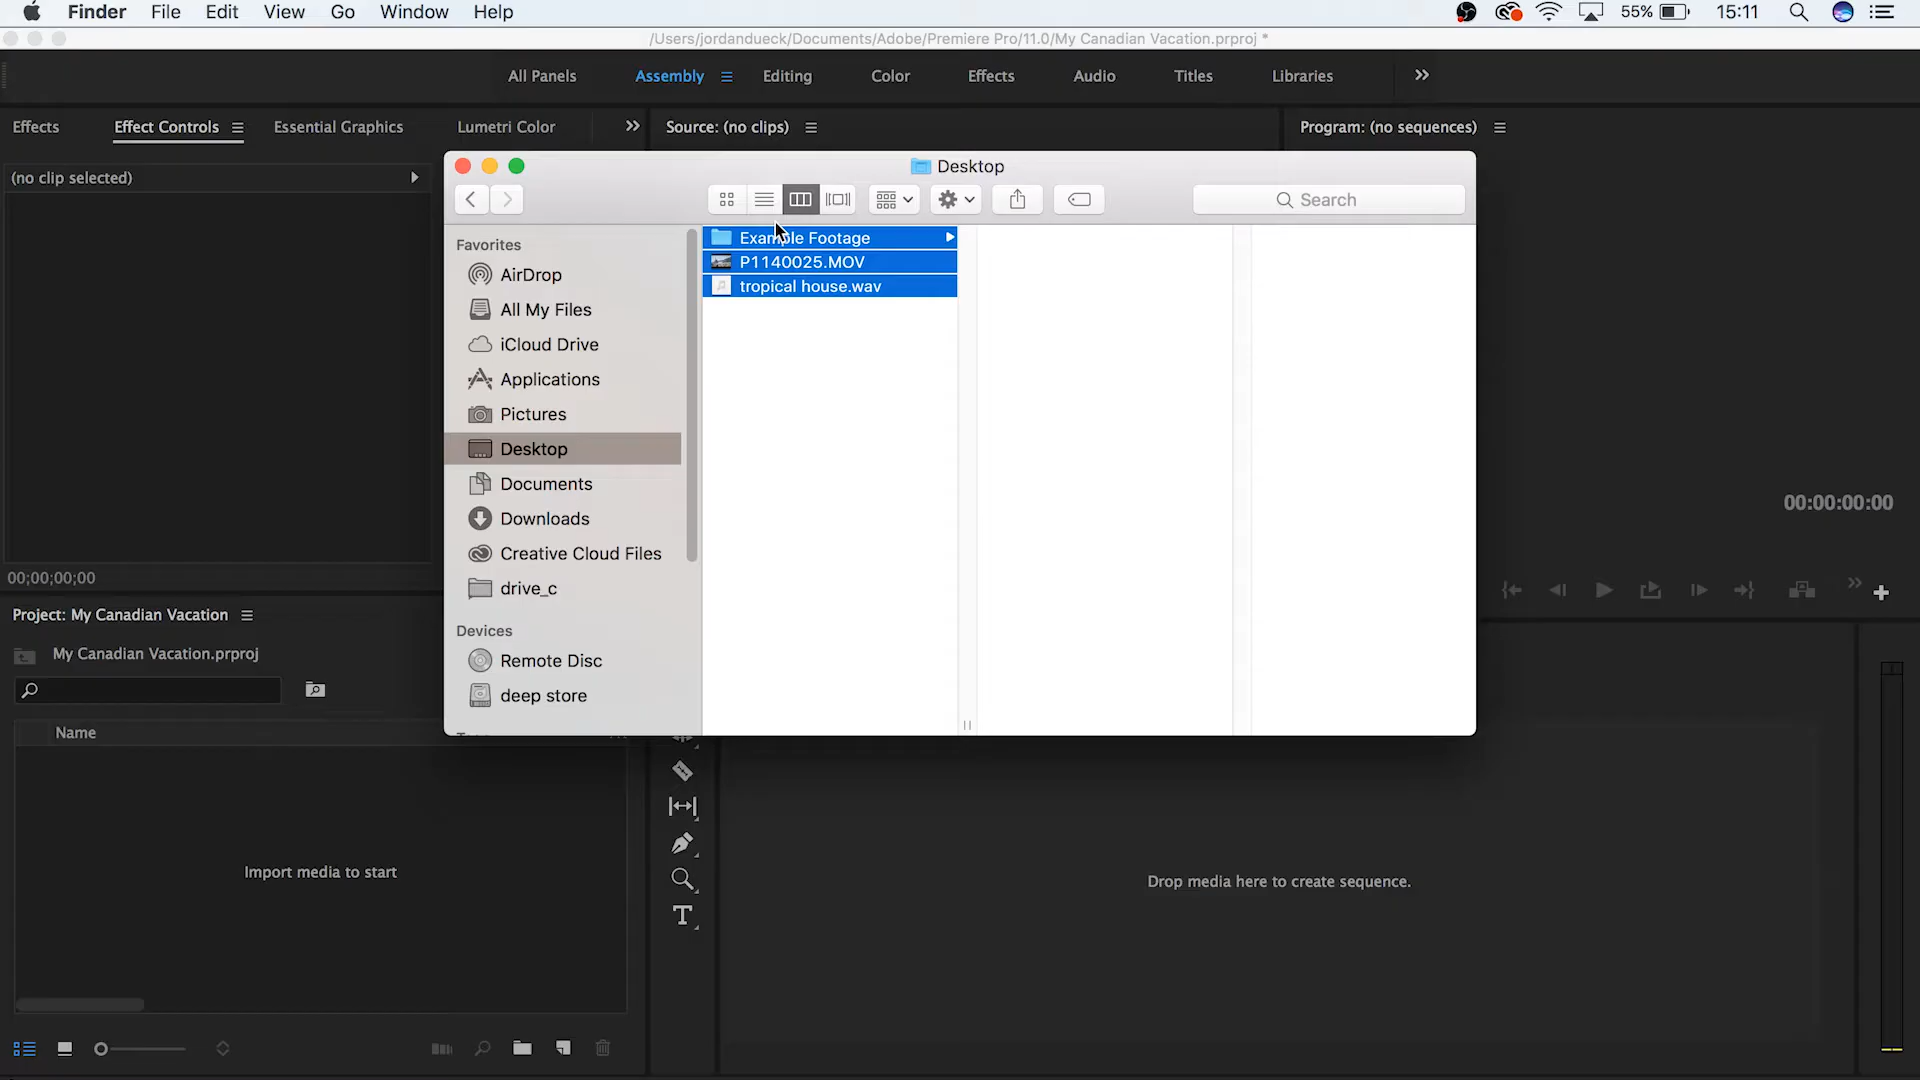 Finder File Edit View Go Window Help 55% 15:11
/Users/jordandueck/Documents/Adobe/Premiere Pro/11.0/My Canadian Vacation.prproj *
All Panels Assembly Editing Color Effects Audio Titles Libraries
Effects Effect Controls Essential Graphics Lumetri Color Source: (no clips) Program: (no sequences)
(no clip selected)
Desktop
Search
Favorites
AirDrop
All My Files
iCloud Drive
Applications
Pictures
Desktop
Documents
Downloads
Creative Cloud Files
drive_c
Devices
Remote Disc
deep store
Example Footage
P1140025.MOV
tropical house.wav
00:00:00:00
00;00;00;00
Project: My Canadian Vacation
My Canadian Vacation.prproj
Name
Import media to start
Drop media here to create sequence.